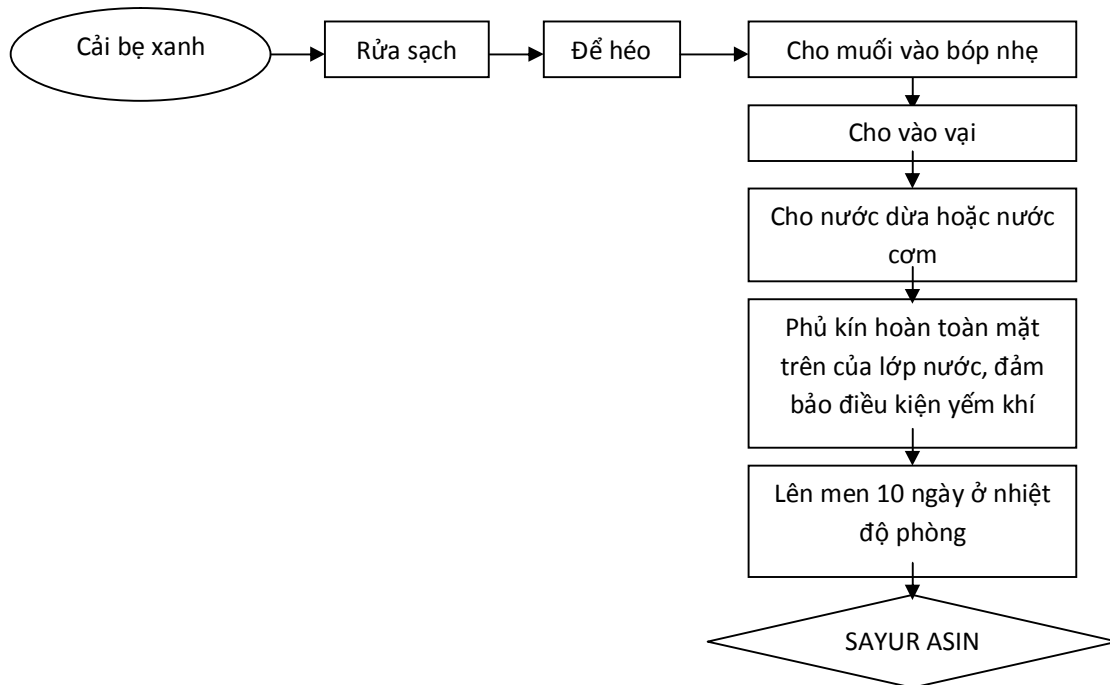 Cải bẹ xanh
Rửa sạch
Để héo
Cho muối vào bóp nhẹ
Cho vào vại
Cho nước dừa hoặc nước
cơm
Phủ kín hoàn toàn mặt
trên của lớp nước, đảm
bảo điều kiện yếm khí
Lên men 10 ngày ở nhiệt
độ phòng
SAYUR ASIN